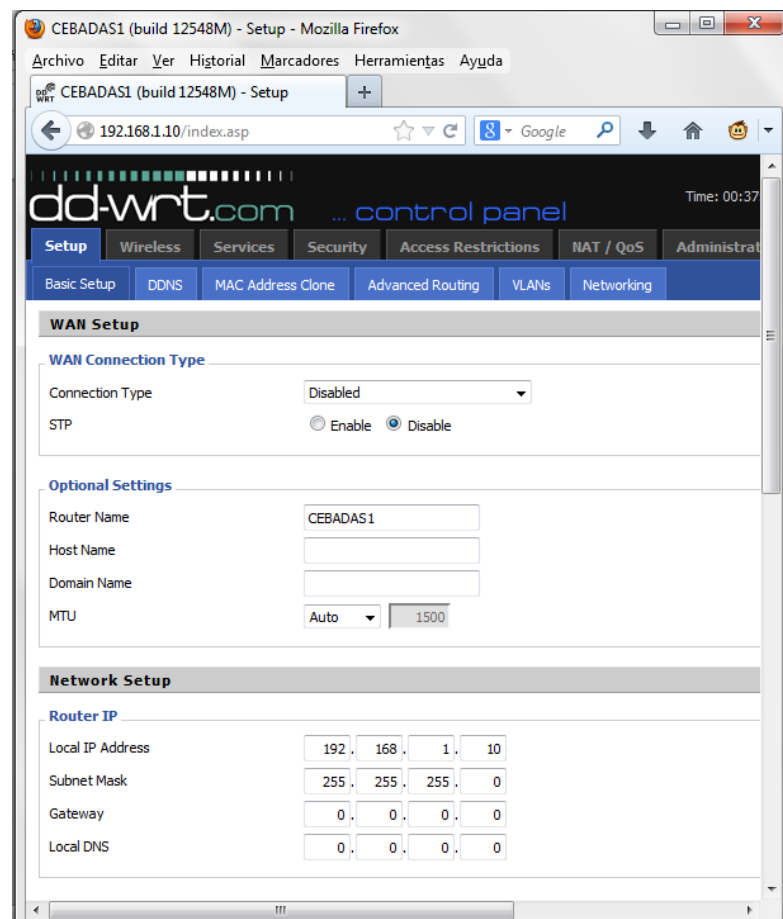 CEBADAS1 (build 12548M) - Setup - Mozilla Firefox
Archivo Editar Ver Historial Marcadores Herramientas Ayuda
DD WRT CEBADAS1 (build 12548M) - Setup +
192.168.1.10/index.asp 8 Google
dd-wrt.com ... control panel Time: 00:37
Setup Wireless Services Security Access Restrictions NAT / QoS Administrat
Basic Setup DDNS MAC Address Clone Advanced Routing VLANs Networking
WAN Setup
WAN Connection Type
Connection Type Disabled
STP Enable Disable
Optional Settings
Router Name CEBADAS1
Host Name
Domain Name
MTU Auto 1500
Network Setup
Router IP
Local IP Address 192. 168. 1. 10
Subnet Mask 255. 255. 255. 0
Gateway 0. 0. 0. 0
Local DNS 0. 0. 0. 0